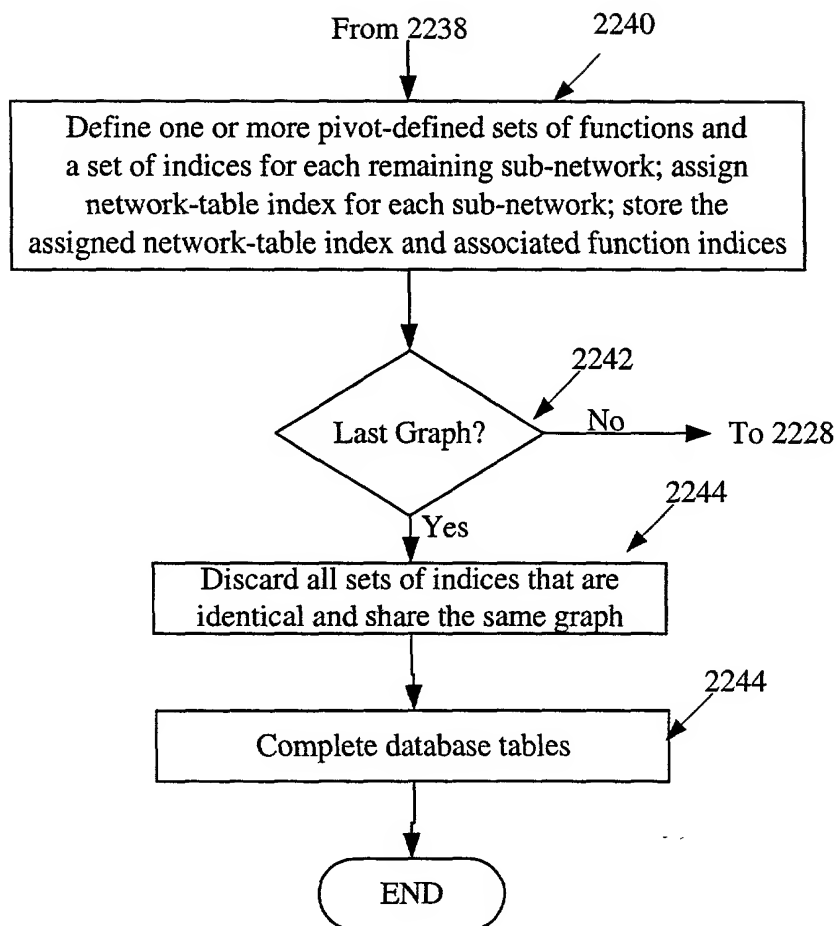 From 2238
2240
Define one or more pivot-defined sets of functions and
a set of indices for each remaining sub-network; assign
network-table index for each sub-network; store the
assigned network-table index and associated function indices
2242
Last Graph?
No
To 2228
Yes
2244
Discard all sets of indices that are
identical and share the same graph
2244
Complete database tables
END